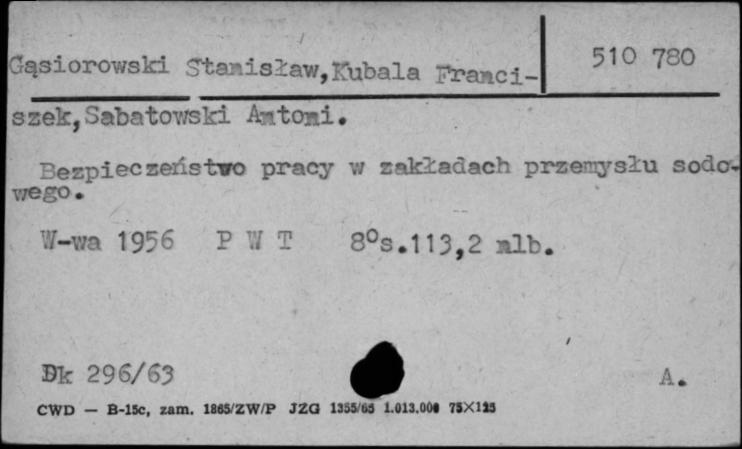 510 780
Gąsiorowski Stanisław,Kubala Franci-
szek,Sabatowski Antoni.
Bezpieczeństwo pracy w zakładach przemysłu sodo-
wego.
W-wa 1956 P W T 8ºs.113,2 nlb.
Dk 296/63 A.
CWD — B-15c, zam. 1865/ZW/P JZG 1355/65 1.013.000 75X125